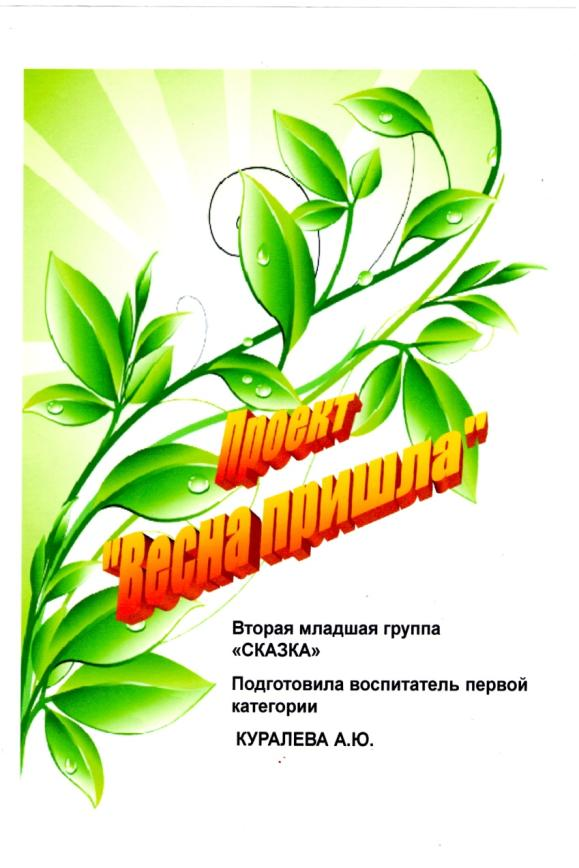 Проект
"Весна пришла"
Вторая младшая группа
«СКАЗКА»
Подготовила воспитатель первой
категории
КУРАЛЕВА А.Ю.